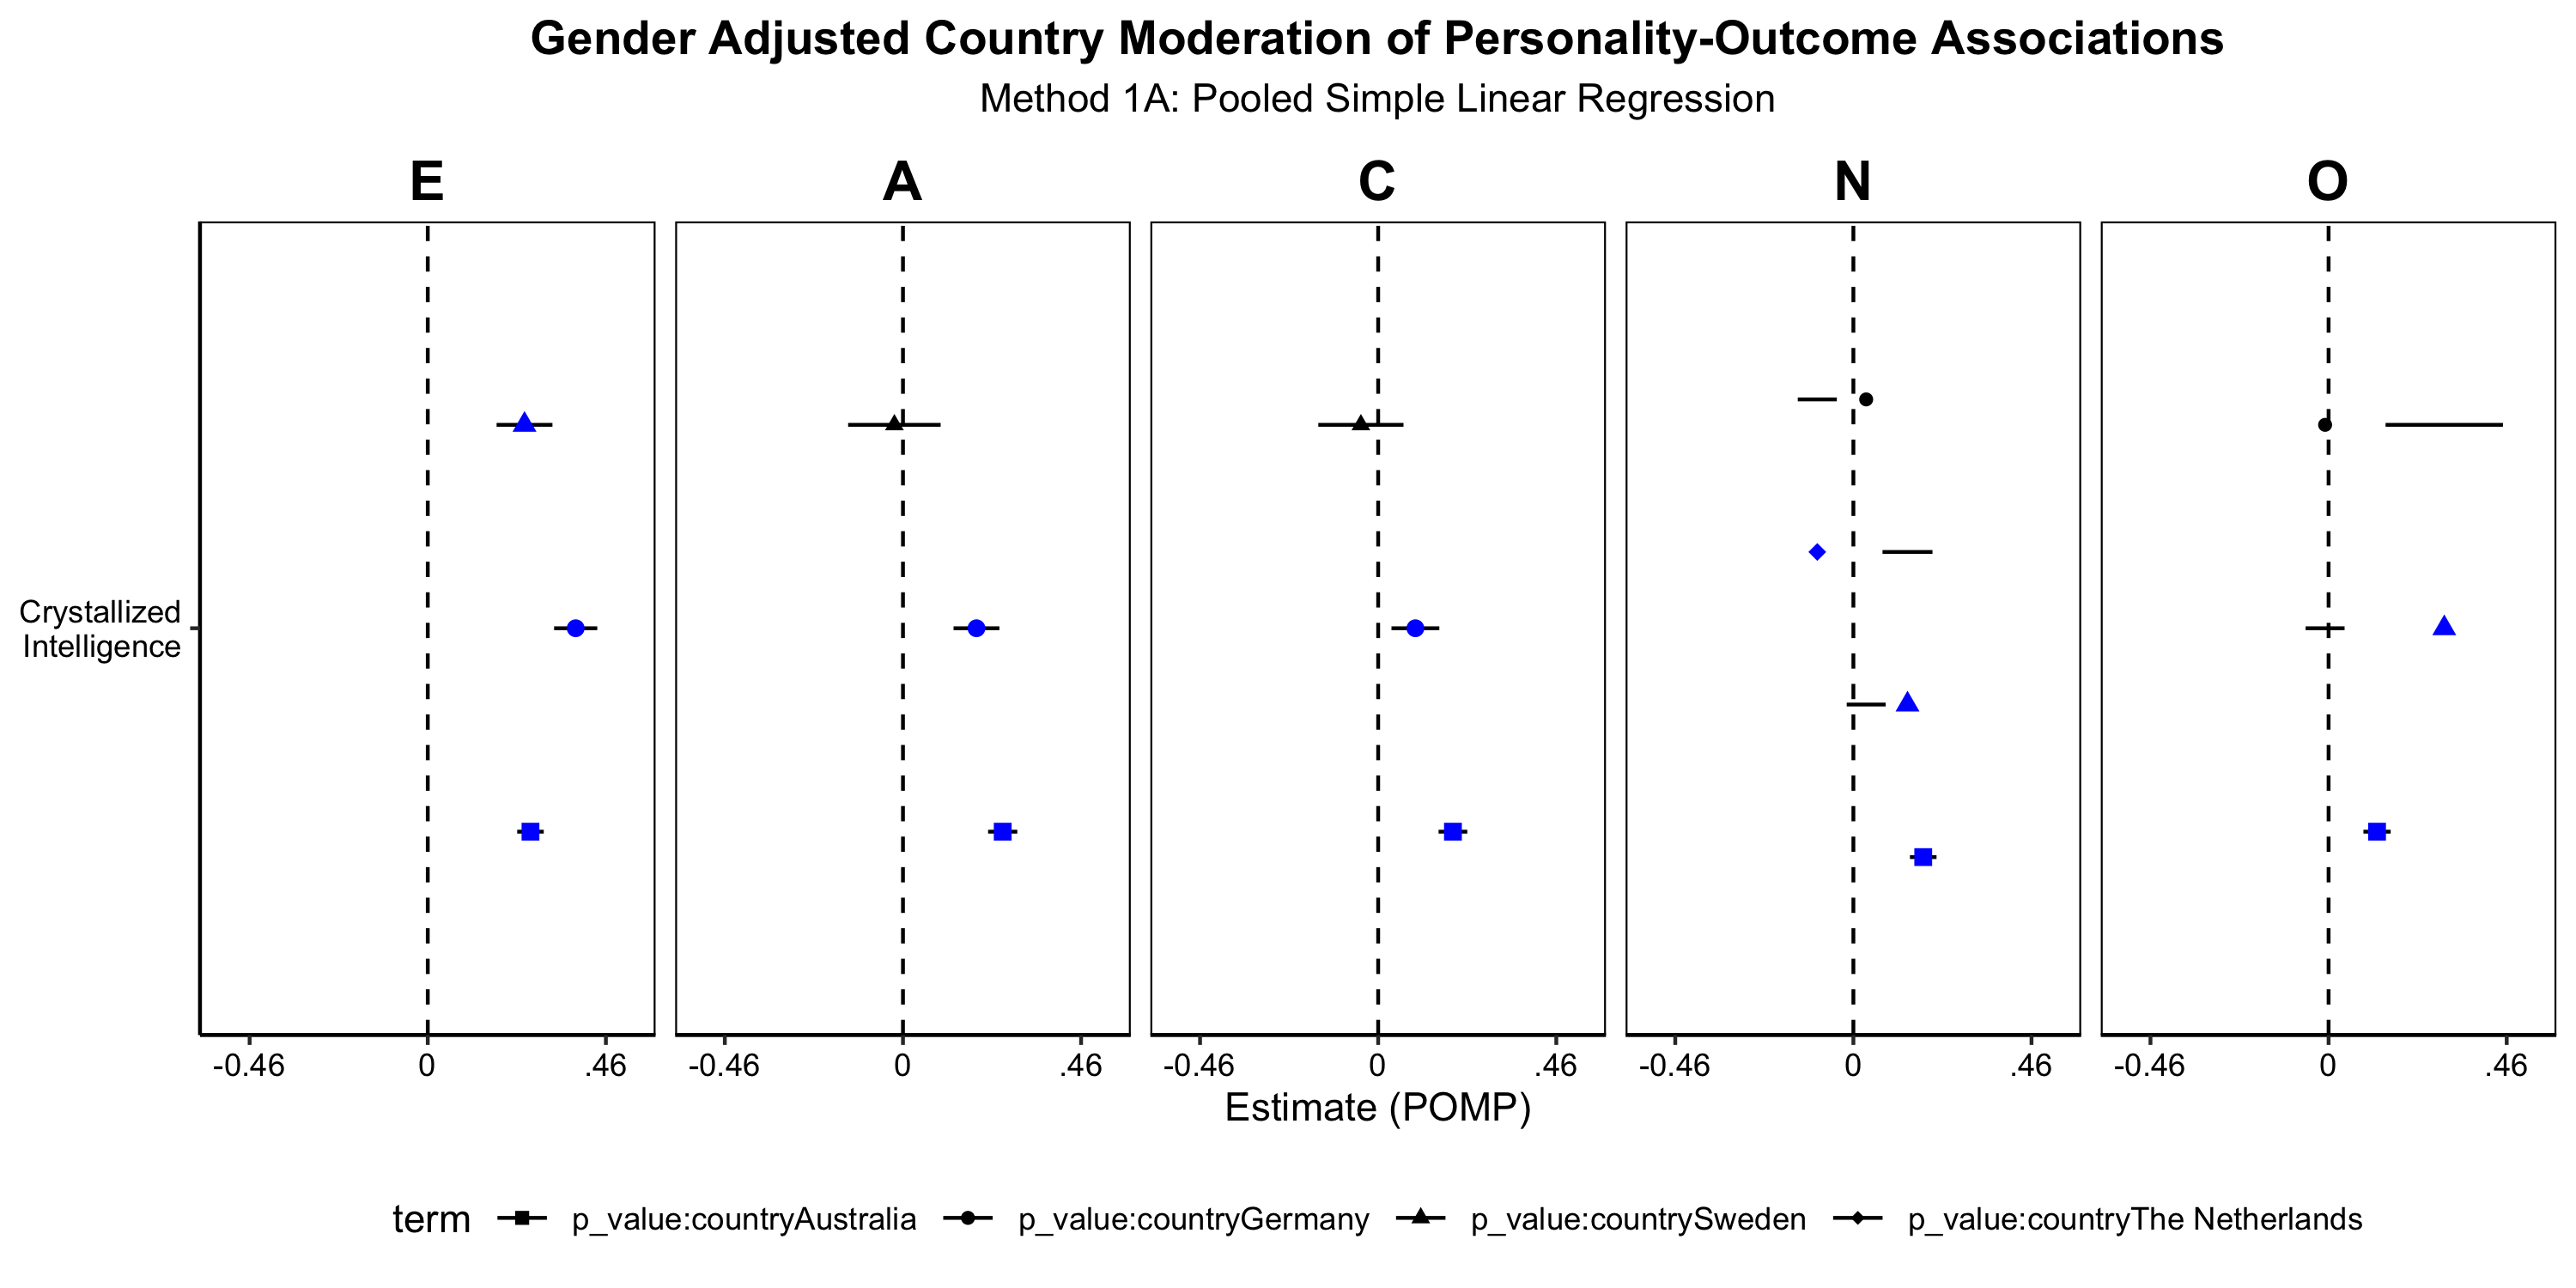 Gender Adjusted Country Moderation of Personality-Outcome Associations
Method 1A: Pooled Simple Linear Regression
E A C N O
Crystallized
Intelligence
-0.46 0 .46 -0.46 0 .46 -0.46 0 .46 -0.46 0 .46 -0.46 0 .46
Estimate (POMP)
term p_value:countryAustralia p_value:countryGermany p_value:countrySweden p_value:countryThe Netherlands